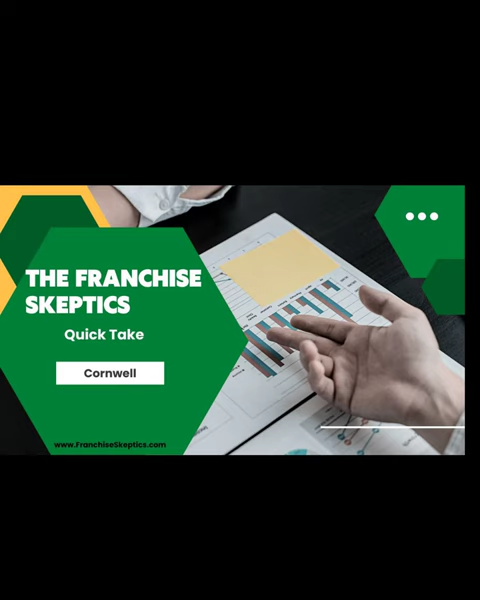 THE FRANCHISE
SKEPTICS
Quick Take
Cornwell
www.FranchiseSkeptics.com